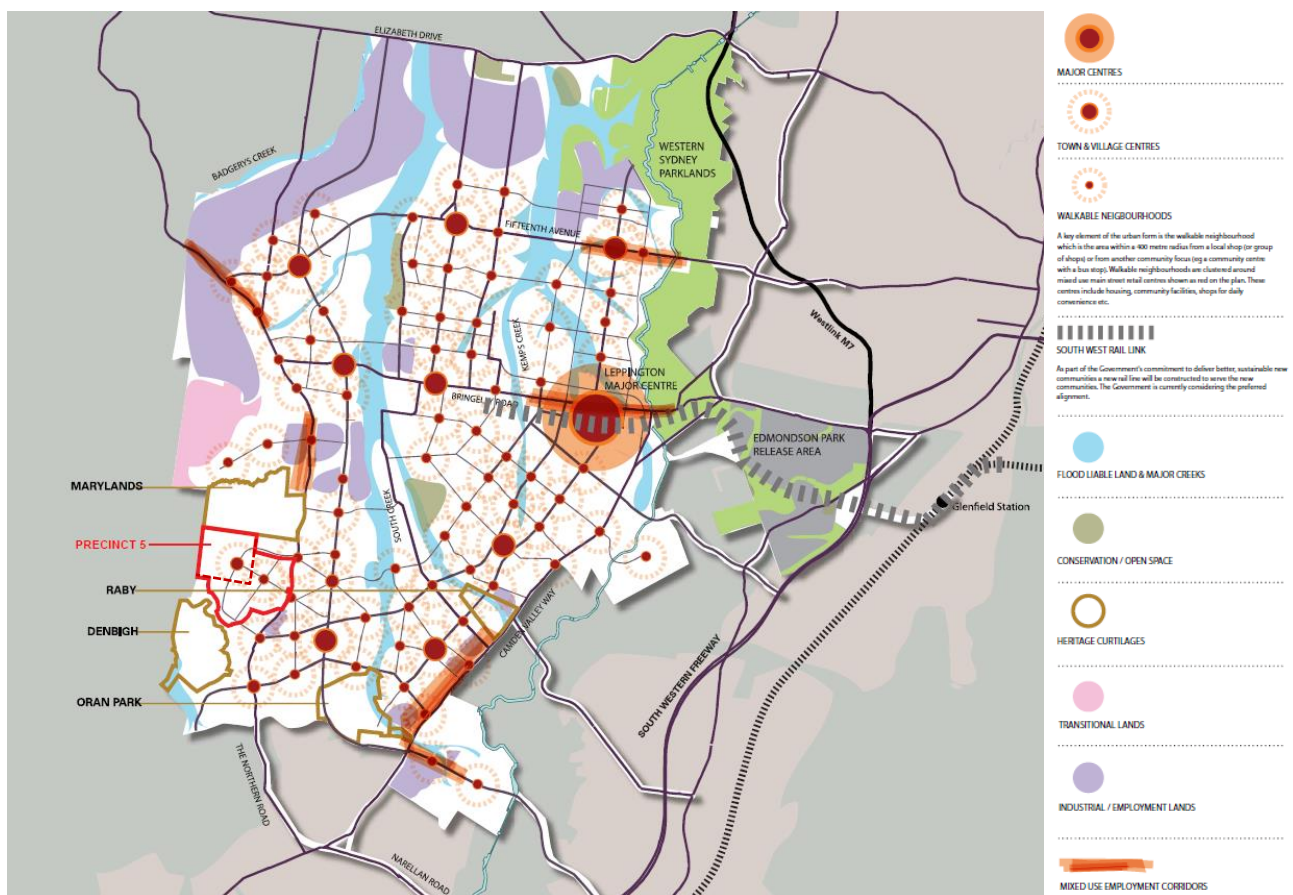 ELIZABETH DRIVE
BADGERYS CREEK
WESTERN
SYDNEY
PARKLANDS
FIFTEENTH AVENUE
KEMPS CREEK
Westlink M7
LEPPINGTON
MAJOR CENTRE
BRINGELLY ROAD
EDMONDSON PARK
RELEASE AREA
MARYLANDS
SOUTH CREEK
Glenfield Station
PRECINCT 5
RABY
DENBIGH
CAMDEN VALLEY WAY
SOUTH WESTERN FREEWAY
ORAN PARK
THE NORTHERN ROAD
NARELLAN ROAD
MAJOR CENTRES
TOWN & VILLAGE CENTRES
WALKABLE NEIGBOURHOODS
A key element of the urban form is the walkable neighbourhood
which is the area within a 400 metre radius from a local shop (or group
of shops) or from another community focus (eg a community centre
with a bus stop). Walkable neighbourhoods are clustered around
mixed use main street retail centres shown as red on the plan. These
centres include housing, community facilities, shops for daily
convenience etc.
SOUTH WEST RAIL LINK
As part of the Government's commitment to deliver better, sustainable new
communities a new rail line will be constructed to serve the new
communities. The Government is currently considering the preferred
alignment.
FLOOD LIABLE LAND & MAJOR CREEKS
CONSERVATION / OPEN SPACE
HERITAGE CURTILAGES
TRANSITIONAL LANDS
INDUSTRIAL / EMPLOYMENT LANDS
MIXED USE EMPLOYMENT CORRIDORS